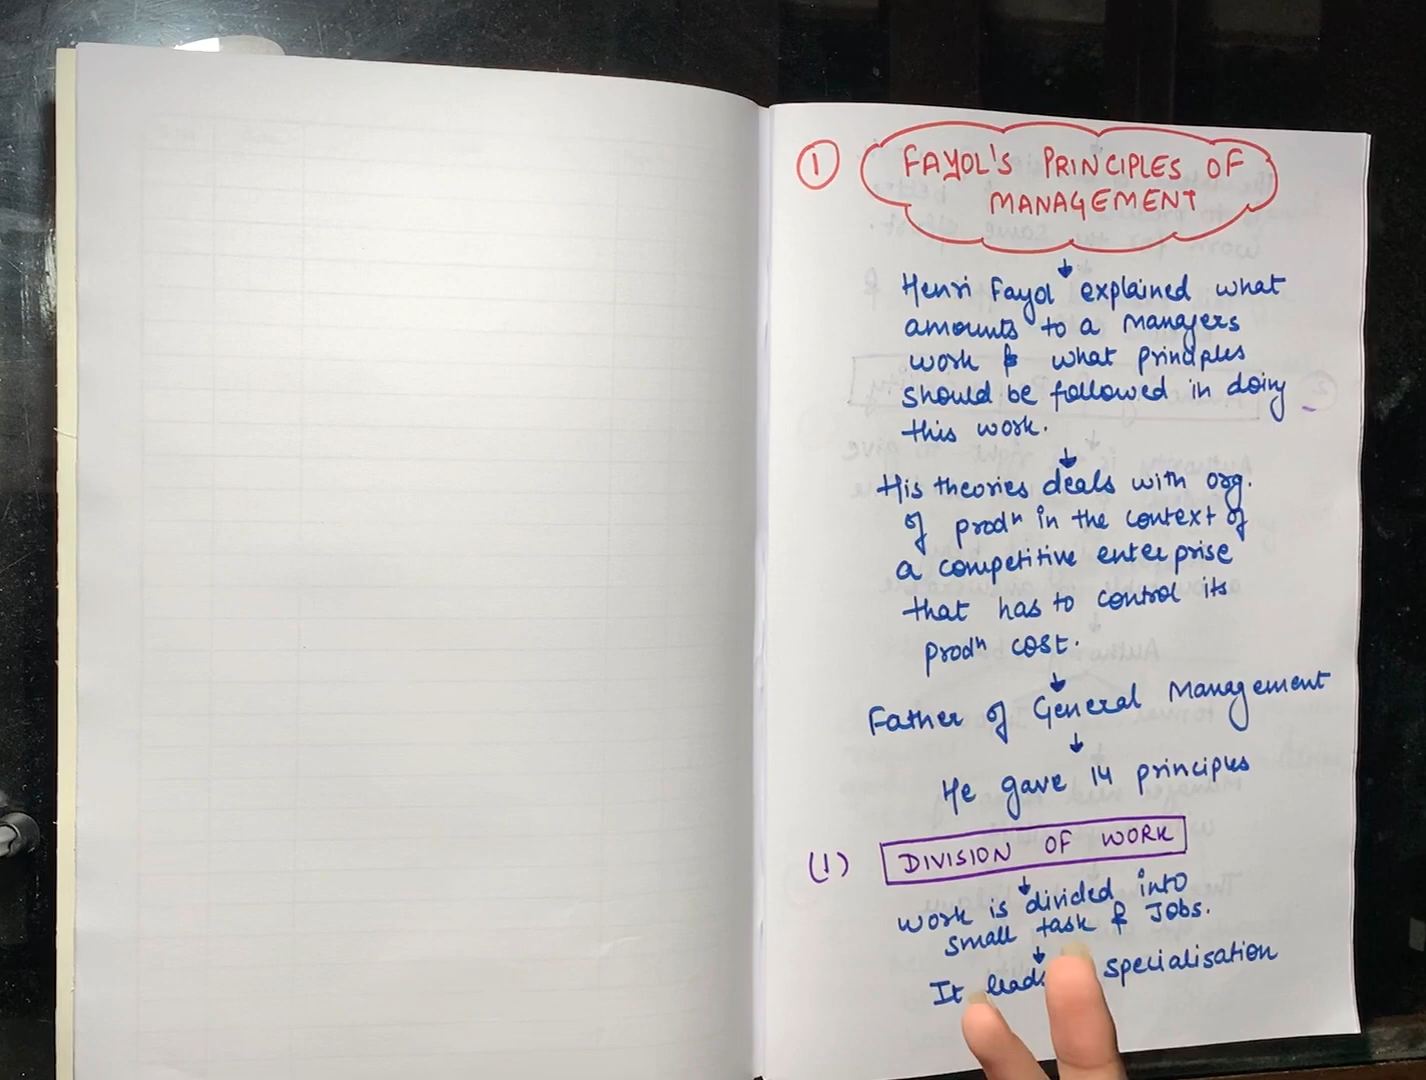 1
FAYOL'S PRINCIPLES OF
MANAGEMENT
Henri Fayol explained what
amounts to a managers
work & what principles
should be followed in doing
this work.
His theories deals with org.
of prodⁿ in the context of
a competitive enterprise
that has to control its
prodⁿ cost.
Father of General Management
He gave 14 principles
(1) DIVISION OF WORK
work is divided into
small task & Jobs.
It leads specialisation